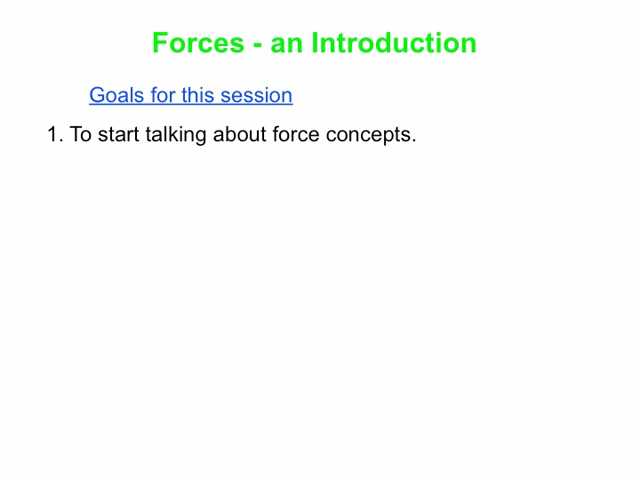 Forces - an Introduction
Goals for this session
1. To start talking about force concepts.